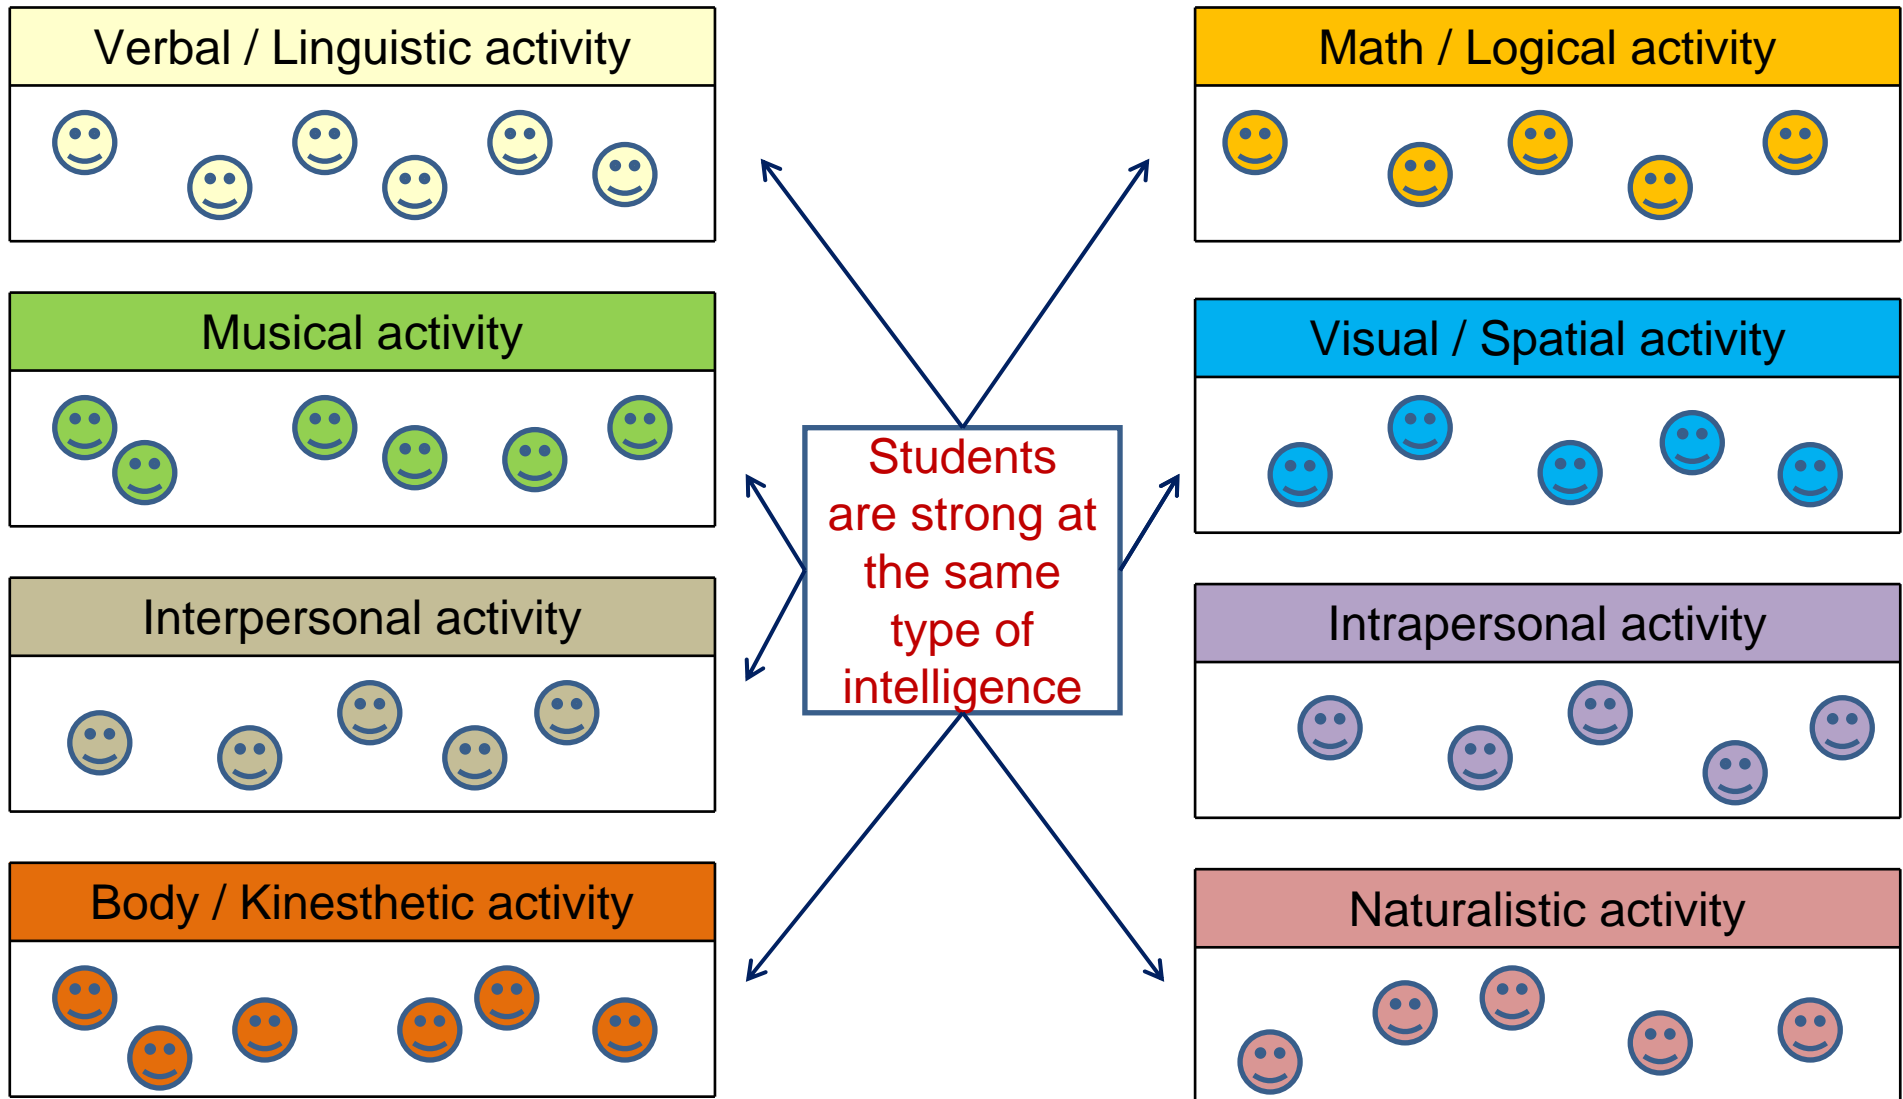 Verbal / Linguistic activity
Math / Logical activity
Musical activity
Visual / Spatial activity
Students
are strong at
the same
type of
intelligence
Interpersonal activity
Intrapersonal activity
Body / Kinesthetic activity
Naturalistic activity